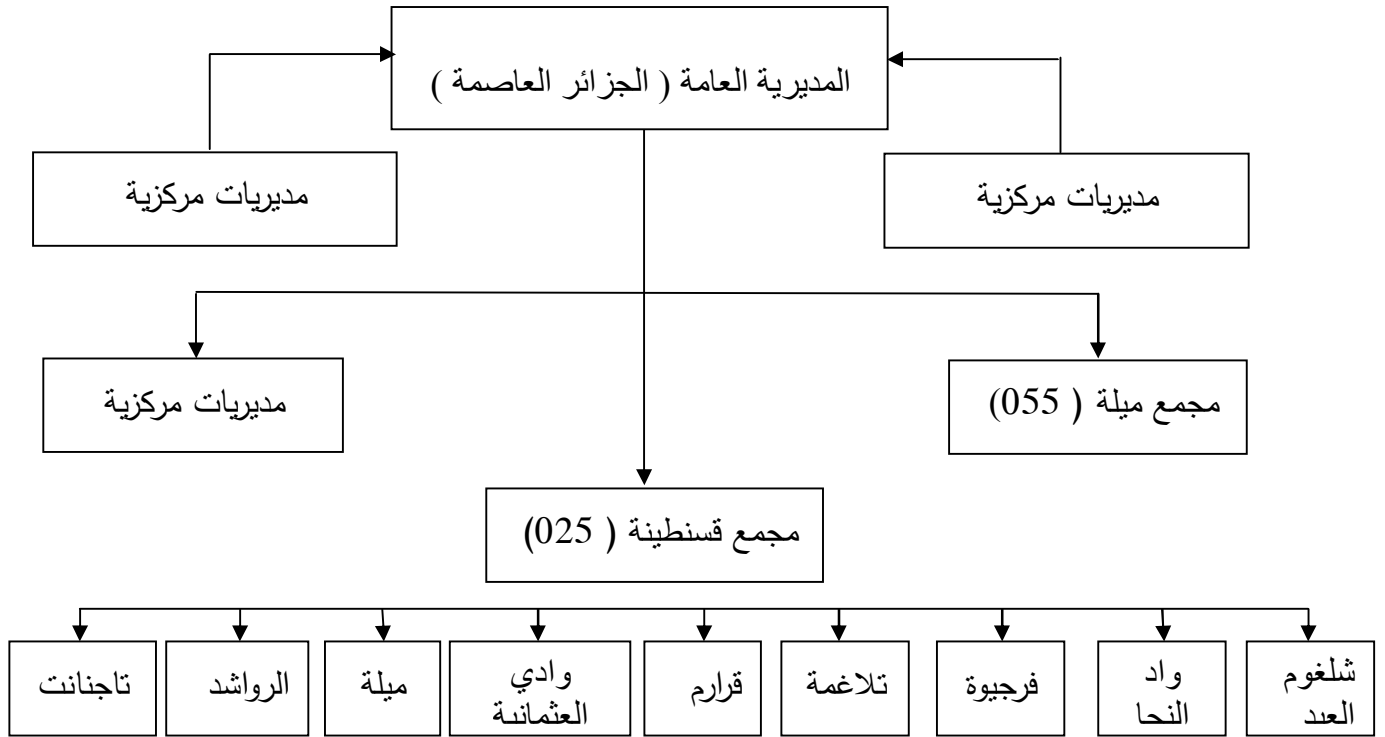 المديرية العامة ( الجزائر العاصمة )
مديريات مركزية
مديريات مركزية
مجمع ميلة ( 055)
مديريات مركزية
مجمع قسنطينة ( 025)
شلغوم
العيد
واد
النجا
فرجيوة
تلاغمة
قرارم
وادي
العثمانية
ميلة
الرواشد
تاجنانت